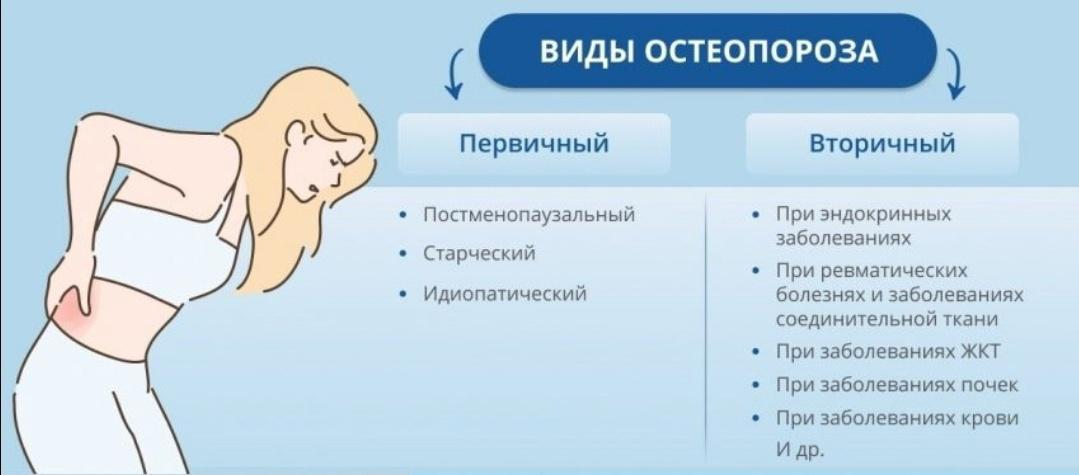 ВИДЫ ОСТЕОПОРОЗА
Первичный
• Постменопаузальный
• Старческий
• Идиопатический
Вторичный
• При эндокринных
заболеваниях
• При ревматических
болезнях и заболеваниях
соединительной ткани
• При заболеваниях ЖКТ
• При заболеваниях почек
• При заболеваниях крови
И др.